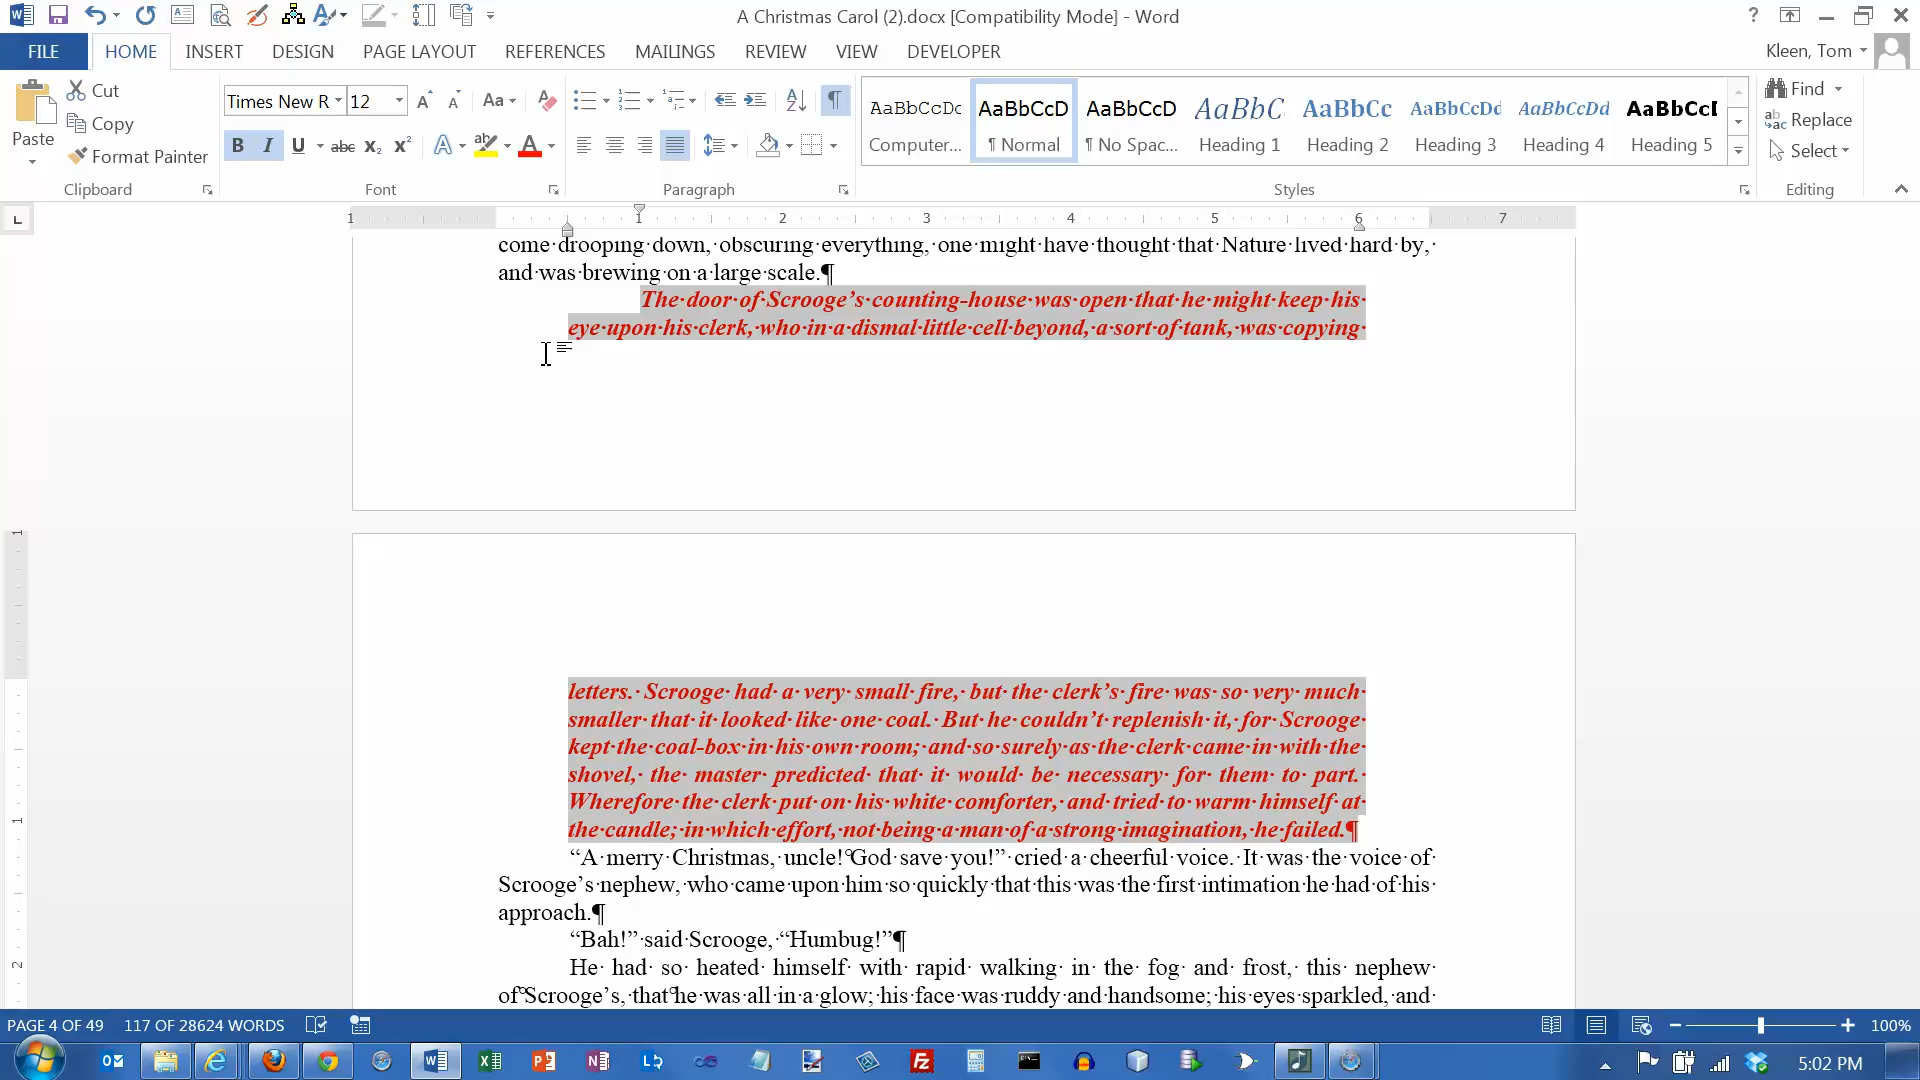 A Christmas Carol (2).docx [Compatibility Mode] - Word
?
FILE HOME INSERT DESIGN PAGE LAYOUT REFERENCES MAILINGS REVIEW VIEW DEVELOPER Kleen, Tom
Paste
Cut
Copy
Format Painter
Clipboard
Times New R 12
Font
Paragraph
AaBbCcDc AaBbCcD AaBbCcD AaBbC AaBbCc AaBbCcDd AaBbCcDd AaBbCcI
Computer... ¶ Normal ¶ No Spac... Heading 1 Heading 2 Heading 3 Heading 4 Heading 5
Styles
Find
Replace
Select
Editing
1 1 2 3 4 5 6 7
come·drooping·down,·obscuring·everything,·one·might·have·thought·that·Nature·lived·hard·by,·
and·was·brewing·on·a·large·scale.¶
The·door·of·Scrooge’s·counting-house·was·open·that·he·might·keep·his·
eye·upon·his·clerk,·who·in·a·dismal·little·cell·beyond,·a·sort·of·tank,·was·copying·
letters.·Scrooge·had·a·very·small·fire,·but·the·clerk’s·fire·was·so·very·much·
smaller·that·it·looked·like·one·coal.·But·he·couldn’t·replenish·it,·for·Scrooge·
kept·the·coal-box·in·his·own·room;·and·so·surely·as·the·clerk·came·in·with·the·
shovel,·the·master·predicted·that·it·would·be·necessary·for·them·to·part.·
Wherefore·the·clerk·put·on·his·white·comforter,·and·tried·to·warm·himself·at·
the·candle;·in·which·effort,·not·being·a·man·of·a·strong·imagination,·he·failed.¶
“A·merry·Christmas,·uncle!°God·save·you!”·cried·a·cheerful·voice.·It·was·the·voice·of·
Scrooge’s·nephew,·who·came·upon·him·so·quickly·that·this·was·the·first·intimation·he·had·of·his·
approach.¶
“Bah!”·said·Scrooge,·“Humbug!”¶
He·had·so·heated·himself·with·rapid·walking·in·the·fog·and·frost,·this·nephew·
of°Scrooge’s,·that°he·was·all·in·a·glow;·his·face·was·ruddy·and·handsome;·his·eyes·sparkled,·and·
PAGE 4 OF 49 117 OF 28624 WORDS 100%
5:02 PM